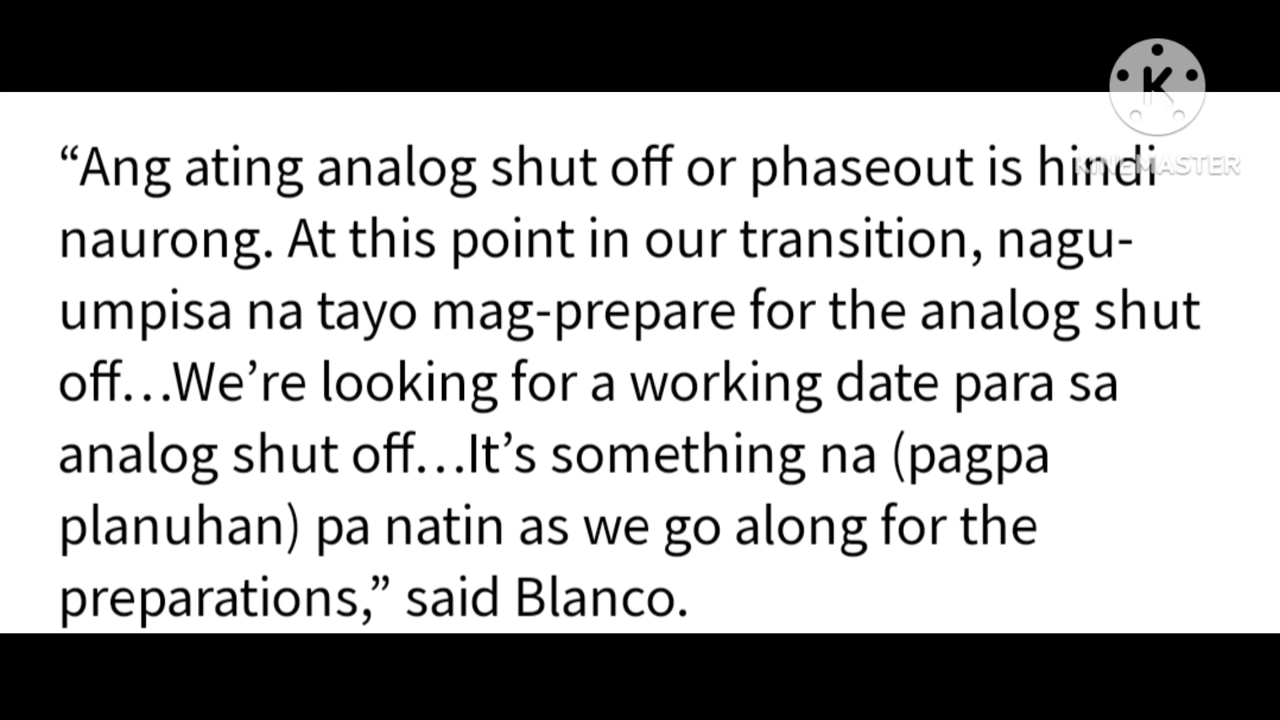 KINEMASTER
“Ang ating analog shut off or phaseout is hindi
naurong. At this point in our transition, nagu-
umpisa na tayo mag-prepare for the analog shut
off…We’re looking for a working date para sa
analog shut off…It’s something na (pagpa
planuhan) pa natin as we go along for the
preparations,” said Blanco.